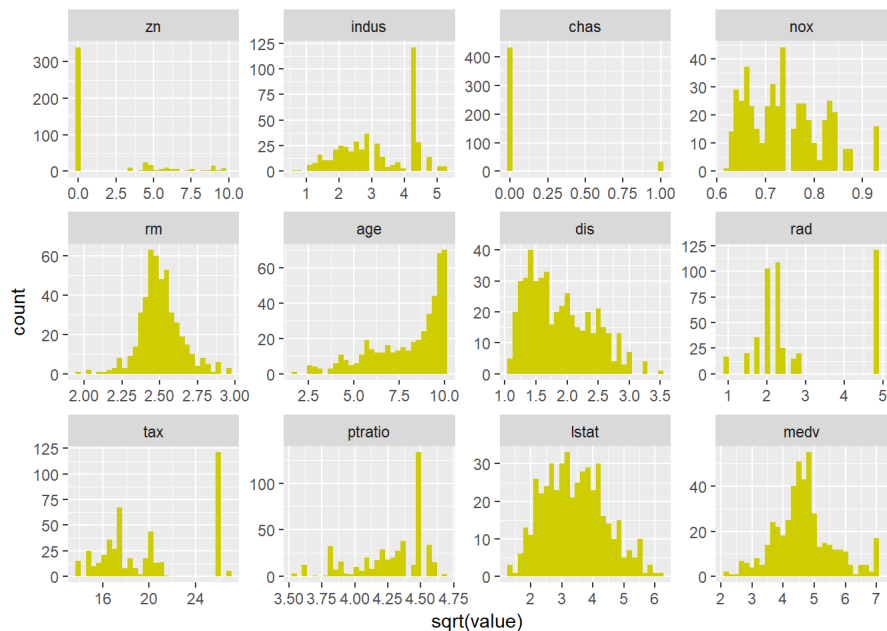 zn indus chas nox
300 200 100 0
125 100 75 50 25 0
400 300 200 100 0
40 30 20 10 0
0.0 2.5 5.0 7.5 10.0
1 2 3 4 5
0.00 0.25 0.50 0.75 1.00
0.6 0.7 0.8 0.9
rm age dis rad
60 40 20 0
60 40 20 0
40 30 20 10 0
125 100 75 50 25 0
2.00 2.25 2.50 2.75 3.00
2.5 5.0 7.5 10.0
1.0 1.5 2.0 2.5 3.0 3.5
1 2 3 4 5
count
tax ptratio lstat medv
125 100 75 50 25 0
100 50 0
30 20 10 0
40 20 0
16 20 24
3.50 3.75 4.00 4.25 4.50 4.75
2 3 4 5 6
2 3 4 5 6 7
sqrt(value)